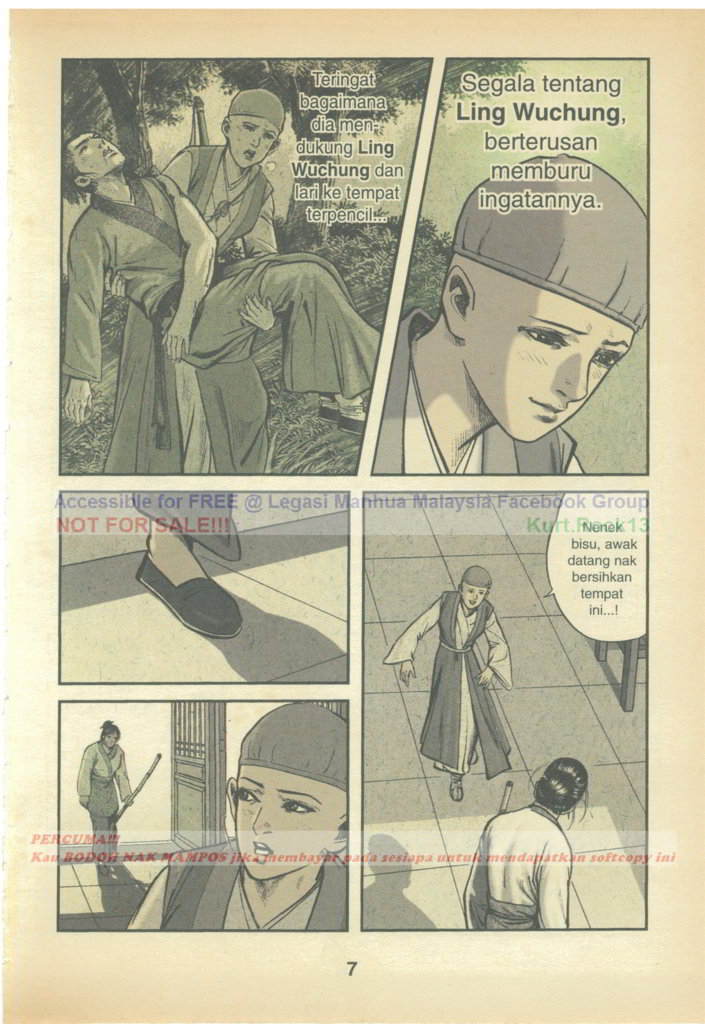 Teringat
bagaimana
dia men-
dukung Ling
Wuchung dan
lari ke tempat
terpencil...
Segala tentang
Ling Wuchung,
berterusan
memburu
ingatannya.
Accessible for FREE @ Legasi Manhua Malaysia Facebook Group
NOT FOR SALE!!!
Kurt.Rock13
Nenek
bisu, awak
datang nak
bersihkan
tempat
ini...!
PERCUMA!!!
Kau BODOH NAK MAMPOS jika membayar pada sesiapa untuk mendapatkan softcopy ini
7